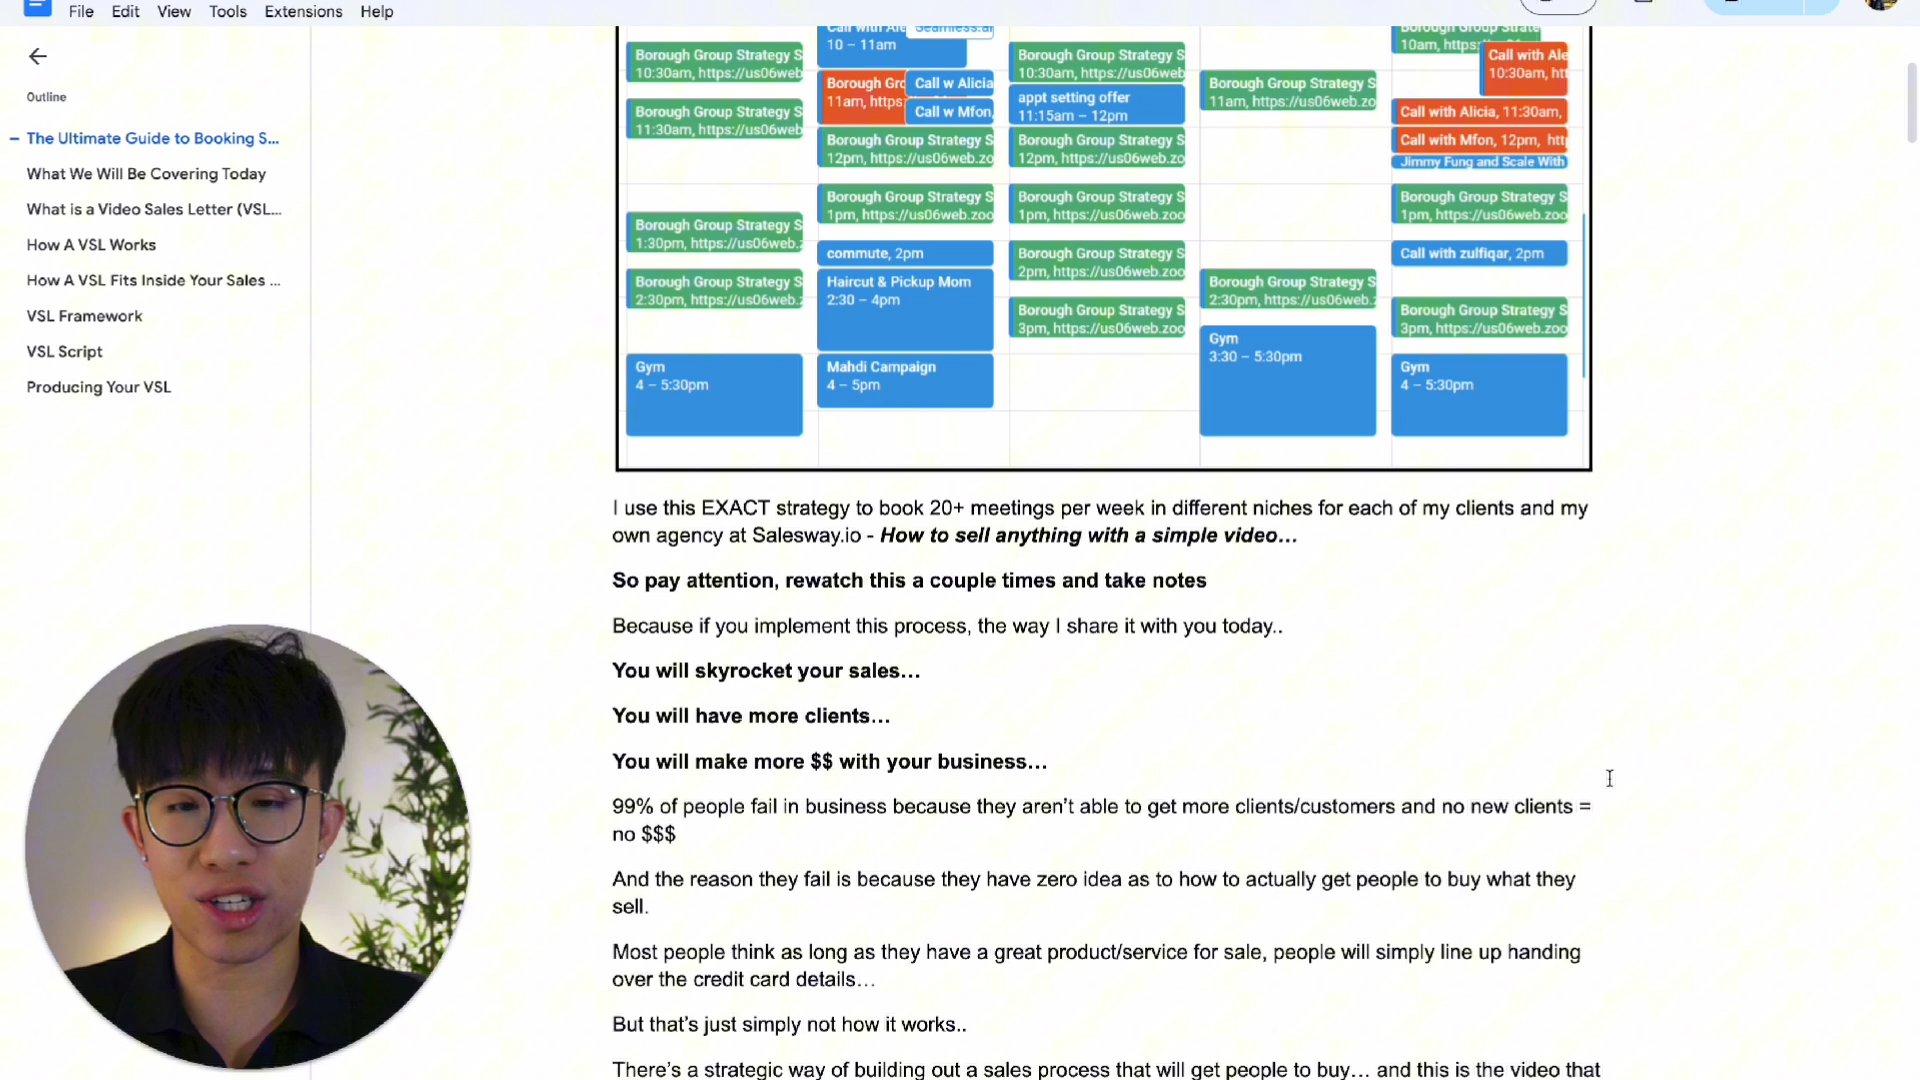 File Edit View Tools Extensions Help
Outline
The Ultimate Guide to Booking S...
What We Will Be Covering Today
What is a Video Sales Letter (VSL...
How A VSL Works
How A VSL Fits Inside Your Sales ...
VSL Framework
VSL Script
Producing Your VSL
Borough Group Strategy S
10:30am, https://us06web
Borough Group Strategy S
11:30am, https://us06web
Borough Group Strategy S
1:30pm, https://us06web.z
Borough Group Strategy S
2:30pm, https://us06web.z
Gym
4 – 5:30pm
Call with Ale
10 – 11am
Seamless.ai
Borough Grc
11am, https:
Call w Alicia
Call w Mfon,
Borough Group Strategy S
12pm, https://us06web.zo
Borough Group Strategy S
1pm, https://us06web.zoo
commute, 2pm
Haircut & Pickup Mom
2:30 – 4pm
Mahdi Campaign
4 – 5pm
Borough Group Strategy S
10:30am, https://us06web
appt setting offer
11:15am – 12pm
Borough Group Strategy S
12pm, https://us06web.zo
Borough Group Strategy S
1pm, https://us06web.zoo
Borough Group Strategy S
2pm, https://us06web.zoo
Borough Group Strategy S
3pm, https://us06web.zoo
Borough Group Strategy S
11am, https://us06web.zo
Borough Group Strategy S
2:30pm, https://us06web.z
Gym
3:30 – 5:30pm
Borough Group Strate
10am, https:
Call with Ale
10:30am, htt
Call with Alicia, 11:30am,
Call with Mfon, 12pm, htt
Jimmy Fung and Scale With
Borough Group Strategy S
1pm, https://us06web.zoo
Call with zulfiqar, 2pm
Borough Group Strategy S
3pm, https://us06web.zoo
Gym
4 – 5:30pm
I use this EXACT strategy to book 20+ meetings per week in different niches for each of my clients and my
own agency at Salesway.io - How to sell anything with a simple video…
So pay attention, rewatch this a couple times and take notes
Because if you implement this process, the way I share it with you today..
You will skyrocket your sales…
You will have more clients…
You will make more $$ with your business…
99% of people fail in business because they aren’t able to get more clients/customers and no new clients =
no $$$
And the reason they fail is because they have zero idea as to how to actually get people to buy what they
sell.
Most people think as long as they have a great product/service for sale, people will simply line up handing
over the credit card details…
But that’s just simply not how it works..
There’s a strategic way of building out a sales process that will get people to buy… and this is the video that